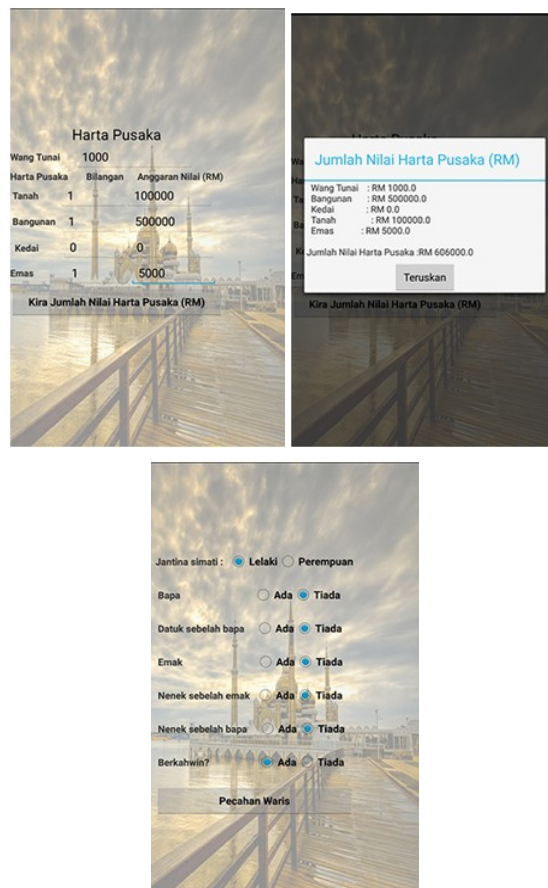 Harta Pusaka
Wang Tunai 1000
Harta Pusaka Bilangan Anggaran Nilai (RM)
Tanah 1 100000
Bangunan 1 500000
Kedai 0 0
Emas 1 5000
Kira Jumlah Nilai Harta Pusaka (RM)
Jumlah Nilai Harta Pusaka (RM)
Wang Tunai : RM 1000.0
Bangunan : RM 500000.0
Kedai : RM 0.0
Tanah : RM 100000.0
Emas : RM 5000.0
Jumlah Nilai Harta Pusaka :RM 606000.0
Teruskan
Kira Jumlah Nilai Harta Pusaka (RM)
Jantina simati : Lelaki Perempuan
Bapa Ada Tiada
Datuk sebelah bapa Ada Tiada
Emak Ada Tiada
Nenek sebelah emak Ada Tiada
Nenek sebelah bapa Ada Tiada
Berkahwin? Ada Tiada
Pecahan Waris